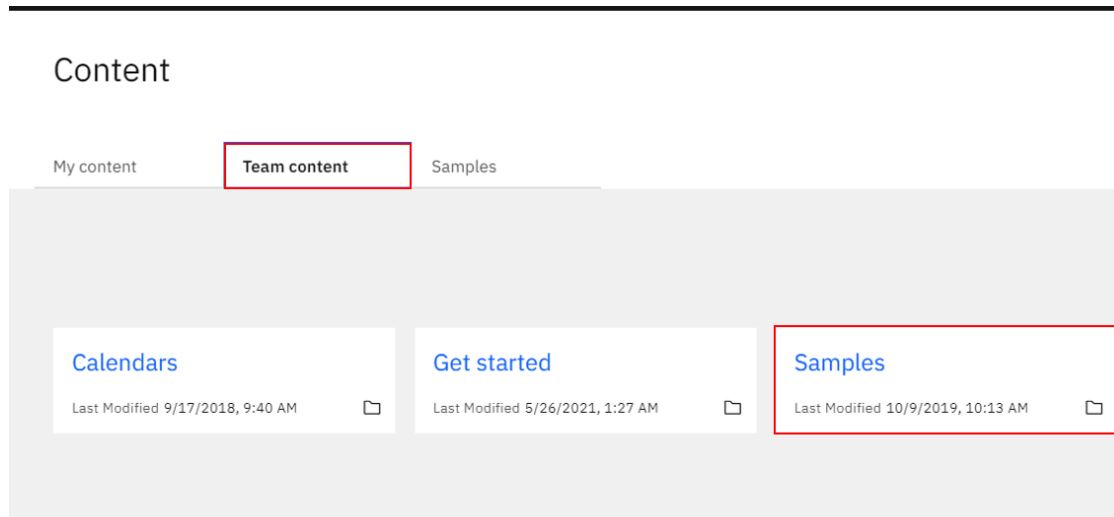 Content
My content Team content Samples
Calendars Get started Samples
Last Modified 9/17/2018, 9:40 AM Last Modified 5/26/2021, 1:27 AM Last Modified 10/9/2019, 10:13 AM